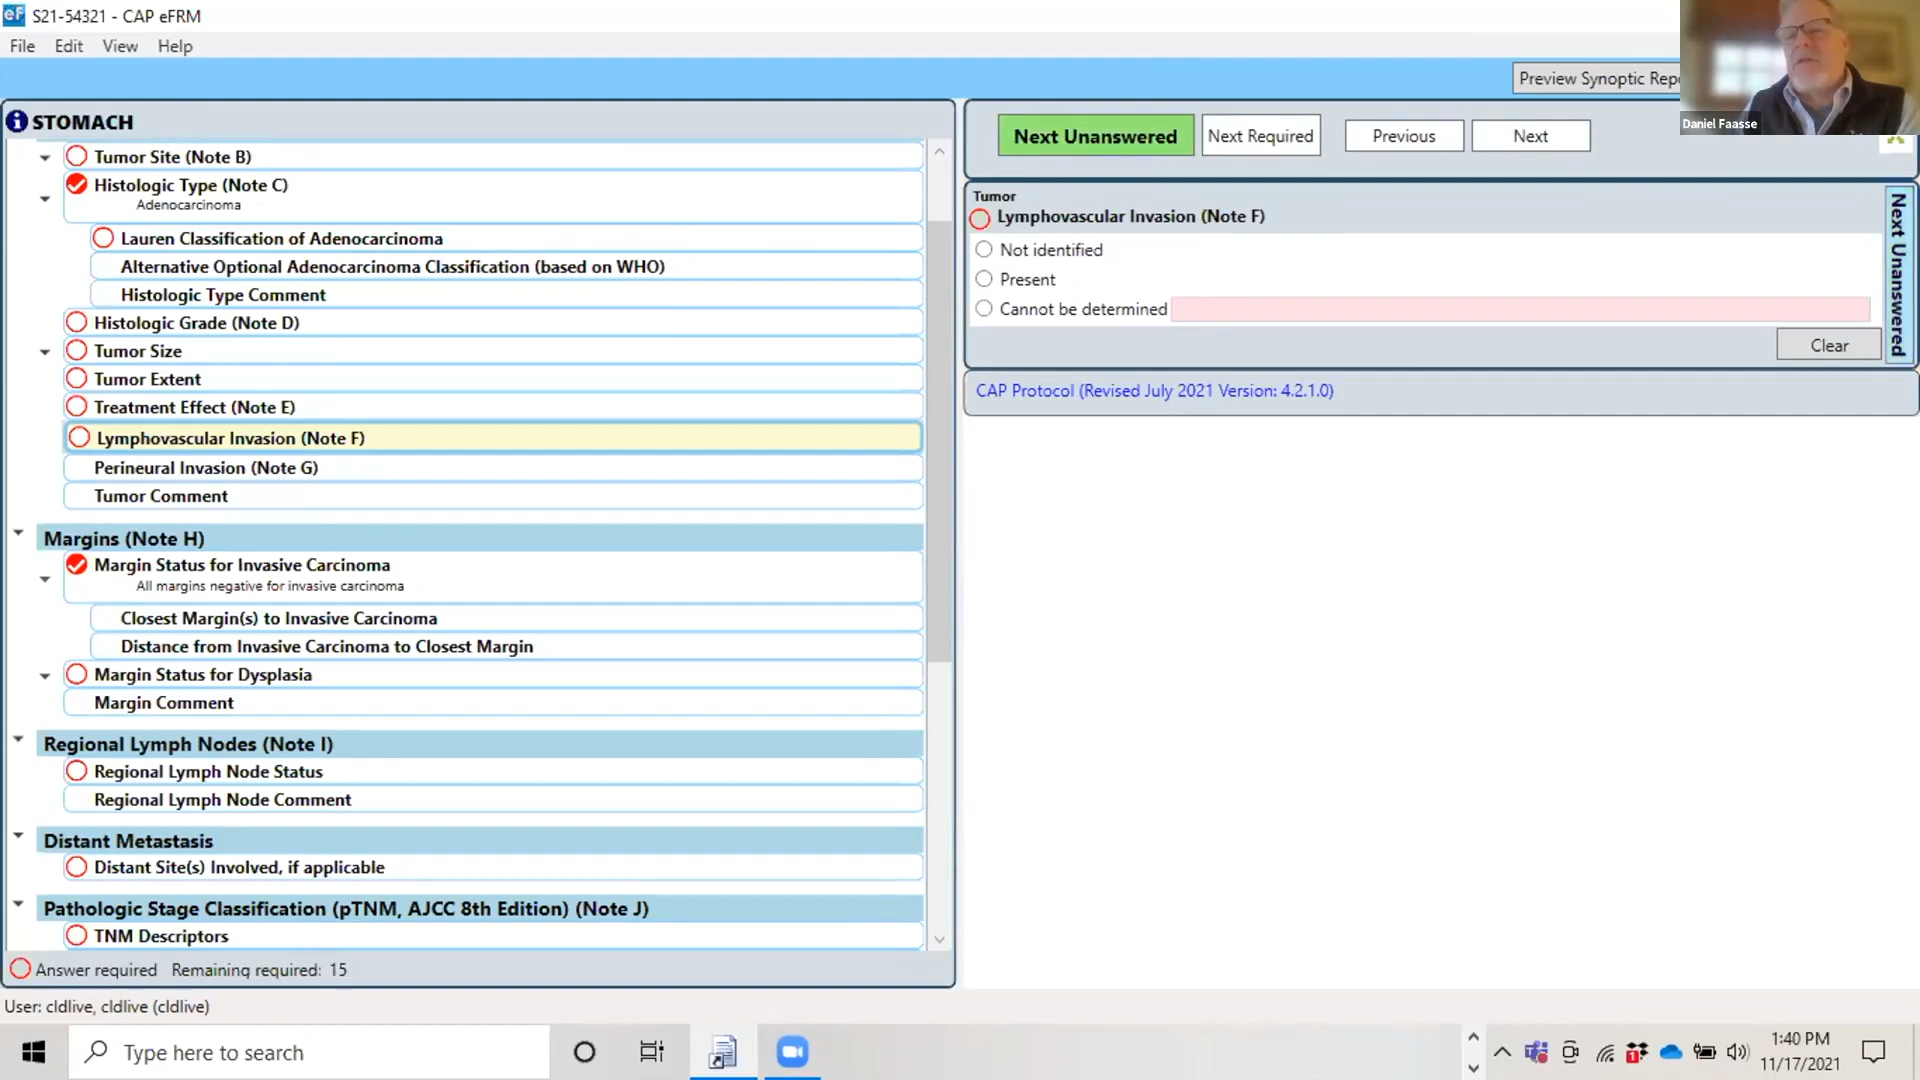 S21-54321 - CAP eFRM
File Edit View Help
Preview Synoptic Repo
Daniel Faasse
STOMACH
Tumor Site (Note B)
Histologic Type (Note C)
Adenocarcinoma
Lauren Classification of Adenocarcinoma
Alternative Optional Adenocarcinoma Classification (based on WHO)
Histologic Type Comment
Histologic Grade (Note D)
Tumor Size
Tumor Extent
Treatment Effect (Note E)
Lymphovascular Invasion (Note F)
Perineural Invasion (Note G)
Tumor Comment
Margins (Note H)
Margin Status for Invasive Carcinoma
All margins negative for invasive carcinoma
Closest Margin(s) to Invasive Carcinoma
Distance from Invasive Carcinoma to Closest Margin
Margin Status for Dysplasia
Margin Comment
Regional Lymph Nodes (Note I)
Regional Lymph Node Status
Regional Lymph Node Comment
Distant Metastasis
Distant Site(s) Involved, if applicable
Pathologic Stage Classification (pTNM, AJCC 8th Edition) (Note J)
TNM Descriptors
Answer required Remaining required: 15
Next Unanswered Next Required Previous Next
Tumor
Lymphovascular Invasion (Note F)
Not identified
Present
Cannot be determined
Clear
Next Unanswered
CAP Protocol (Revised July 2021 Version: 4.2.1.0)
User: cldlive, cldlive (cldlive)
Type here to search
1:40 PM
11/17/2021